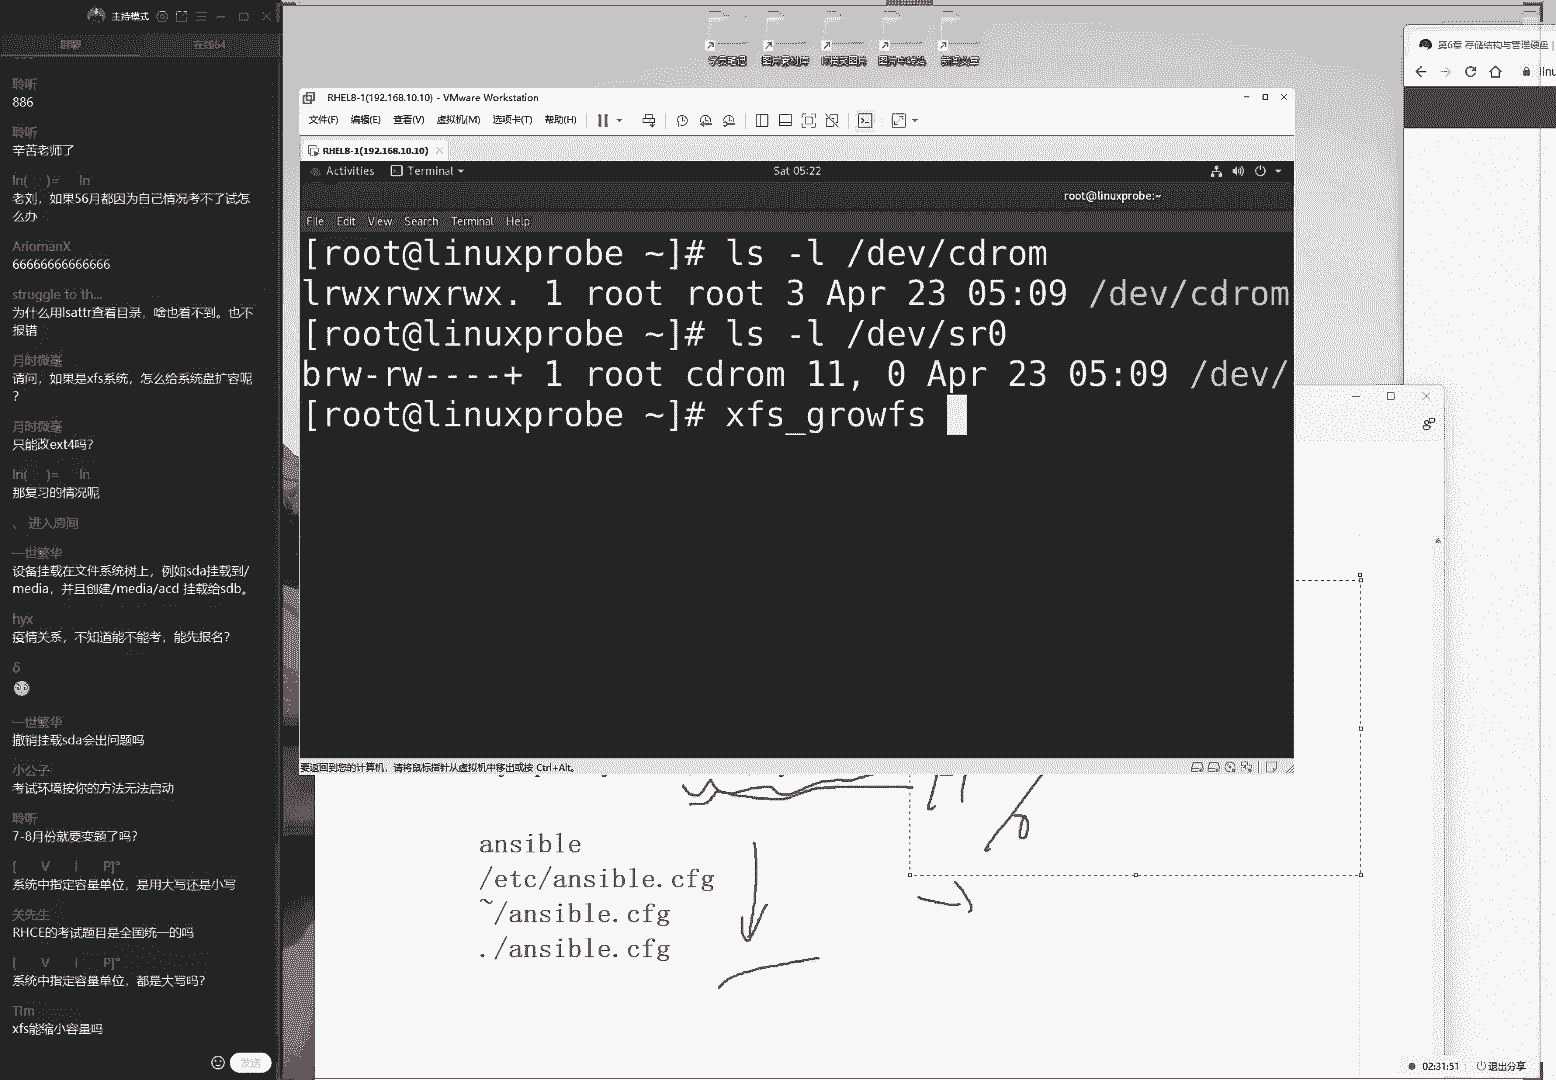 主持模式
在线64
聆听
886
聆听
辛苦老师了
ln( )= ln
老刘，如果56月都因为自己情况考不了试怎
么办
AriomanX
66666666666666
struggle to th...
为什么用lsattr查看目录，啥也看不到。也不
报错
月时微毫
请问，如果是xfs系统，怎么给系统盘扩容呢
?
月时微毫
只能改ext4吗?
ln( )= ln
那复习的情况呢
、 进入房间
一世繁华
设备挂载在文件系统树上，例如sda挂载到/
media，并且创建/media/acd 挂载给sdb。
hyx
疫情关系，不知道能不能考，能先报名?
δ
一世繁华
撤销挂载sda会出问题吗
小公子
考试环境按你的方法无法启动
聆听
7-8月份就要变题了吗?
系统中指定容量单位，是用大写还是小写
关先生
RHCE的考试题目是全国统一的吗
系统中指定容量单位，都是大写吗?
Tim
xfs能缩小容量吗
发送
RHEL8-1(192.168.10.10) - VMware Workstation
文件(F) 编辑(E) 查看(V) 虚拟机(M) 选项卡(T) 帮助(H)
RHEL8-1(192.168.10.10)
Activities Terminal Sat 05:22
root@linuxprobe:~
File Edit View Search Terminal Help
[root@linuxprobe ~]# ls -l /dev/cdrom
lrwxrwxrwx. 1 root root 3 Apr 23 05:09 /dev/cdrom
[root@linuxprobe ~]# ls -l /dev/sr0
brw-rw----+ 1 root cdrom 11, 0 Apr 23 05:09 /dev/
[root@linuxprobe ~]# xfs_growfs
要返回到您的计算机，请将鼠标指针从虚拟机中移出或按 Ctrl+Alt。
ansible
/etc/ansible.cfg
~/ansible.cfg
./ansible.cfg
第6章 存储结构与管理硬盘
linu
02:31:51 退出分享